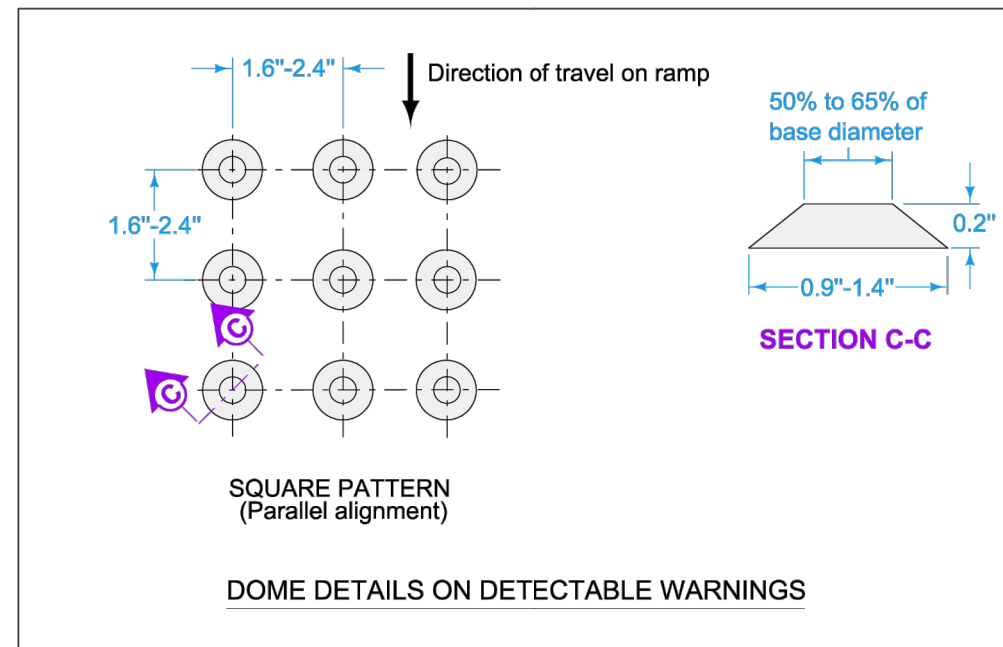 1.6"-2.4"
Direction of travel on ramp
50% to 65% of
base diameter
1.6"-2.4"
0.2"
0.9"-1.4"
C
SECTION C-C
C
SQUARE PATTERN
(Parallel alignment)
DOME DETAILS ON DETECTABLE WARNINGS